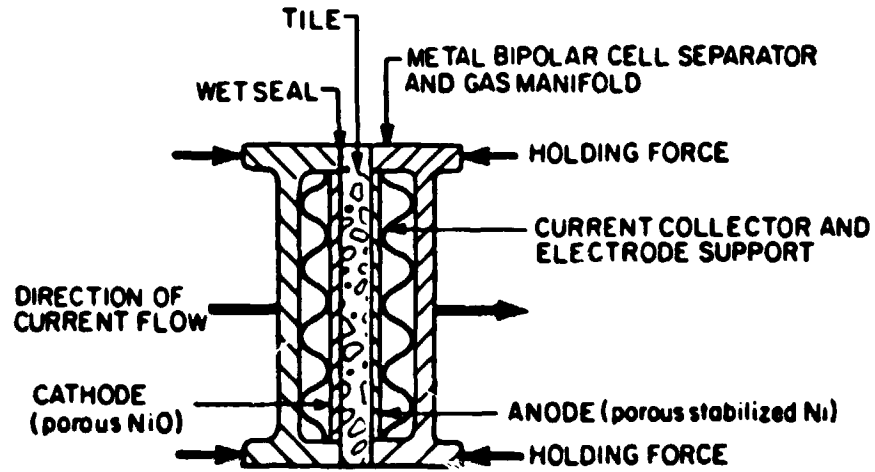 TILE
METAL BIPOLAR CELL SEPARATOR
AND GAS MANIFOLD
WET SEAL
HOLDING FORCE
CURRENT COLLECTOR AND
ELECTRODE SUPPORT
DIRECTION OF
CURRENT FLOW
CATHODE
(porous NiO)
ANODE (porous stabilized Ni)
HOLDING FORCE